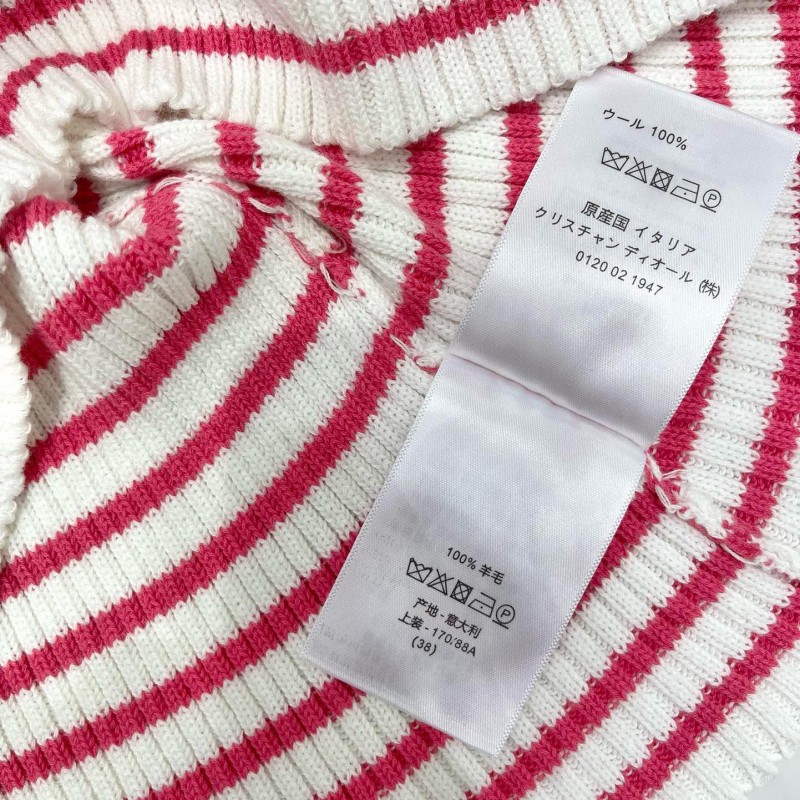 ウール 100%
原産国 イタリア
クリスチャン ディオール (株)
0120 02 1947
100% 羊毛
产地 - 意大利
上装 - 170/88A
(38)